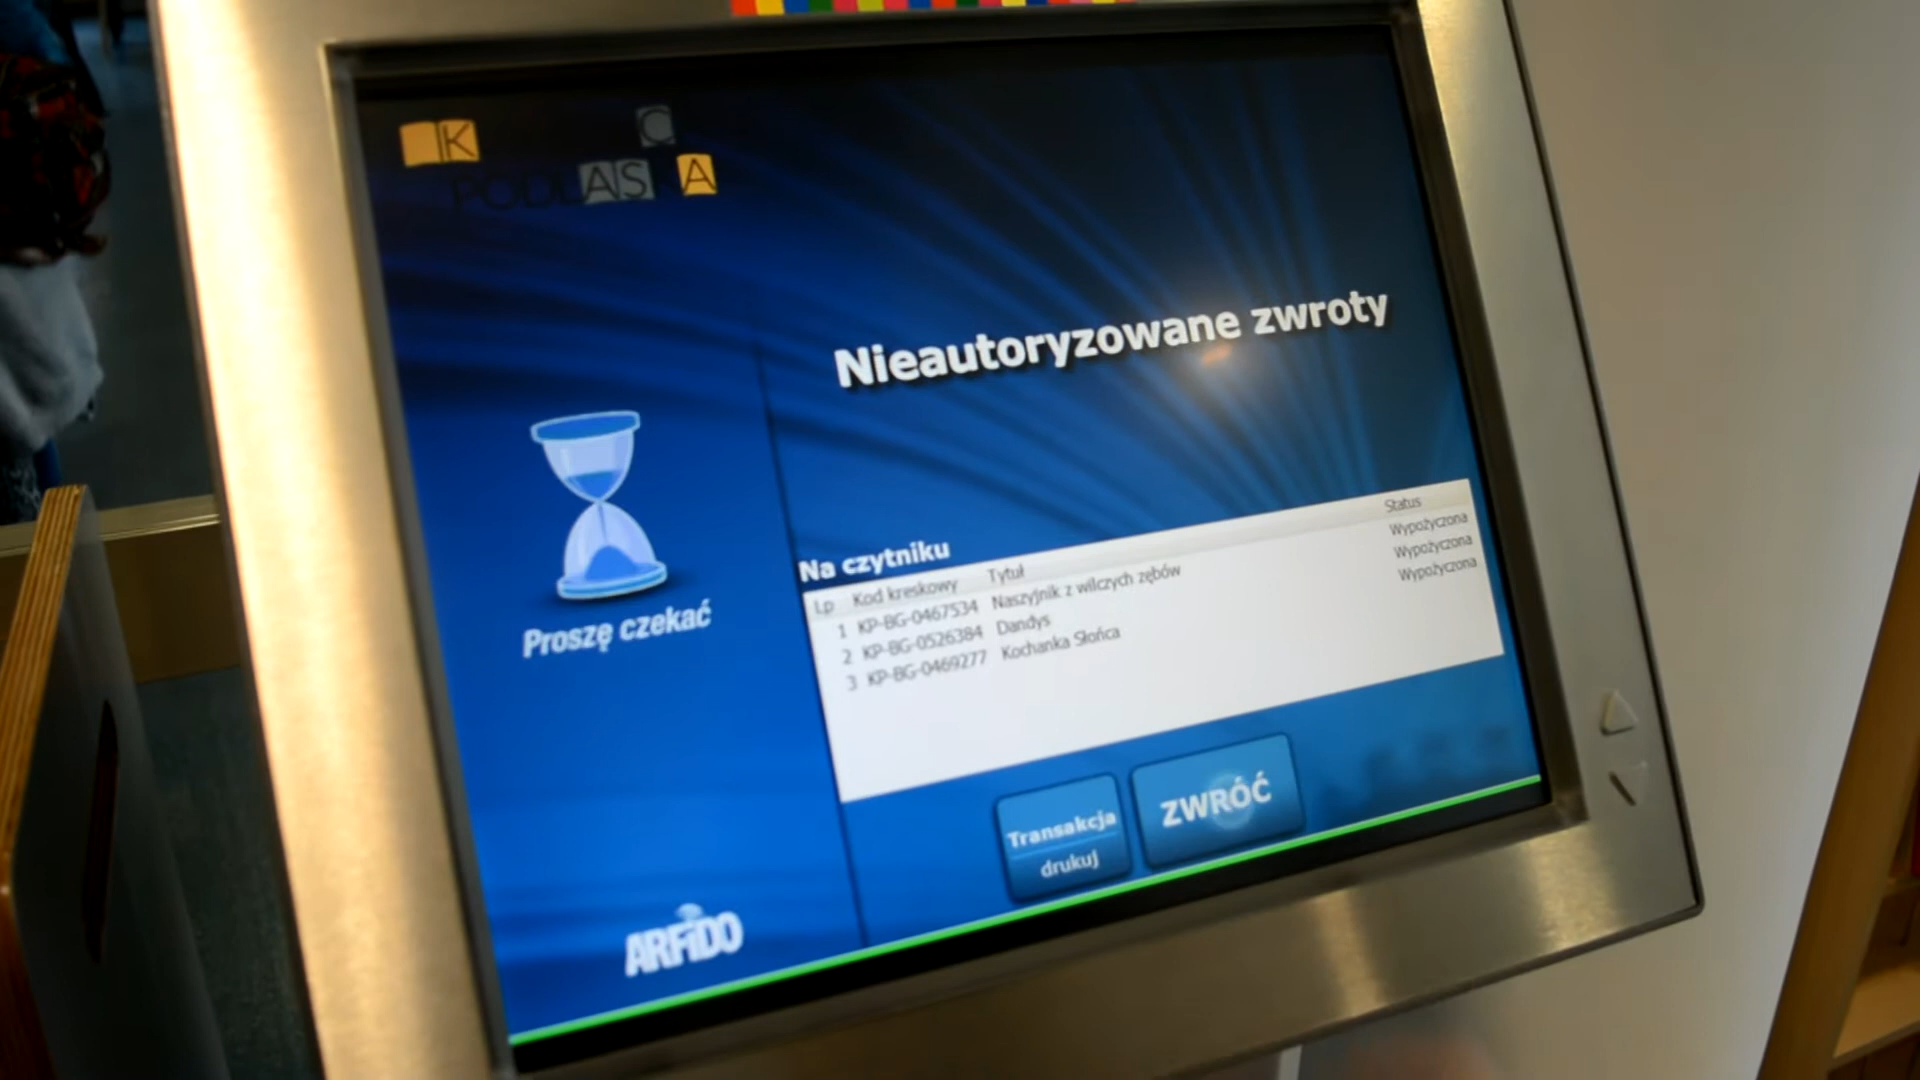 K C
PODLASKA
Nieautoryzowane zwroty
Proszę czekać
Na czytniku
Lp Kod kreskowy Tytuł Status
1 KP-BG-0467534 Naszyjnik z wilczych zębów Wypożyczona
2 KP-BG-0526384 Dandys Wypożyczona
3 KP-BG-0469277 Kochanka Słońca Wypożyczona
Transakcja
drukuj
ZWRÓĆ
ARFiDO